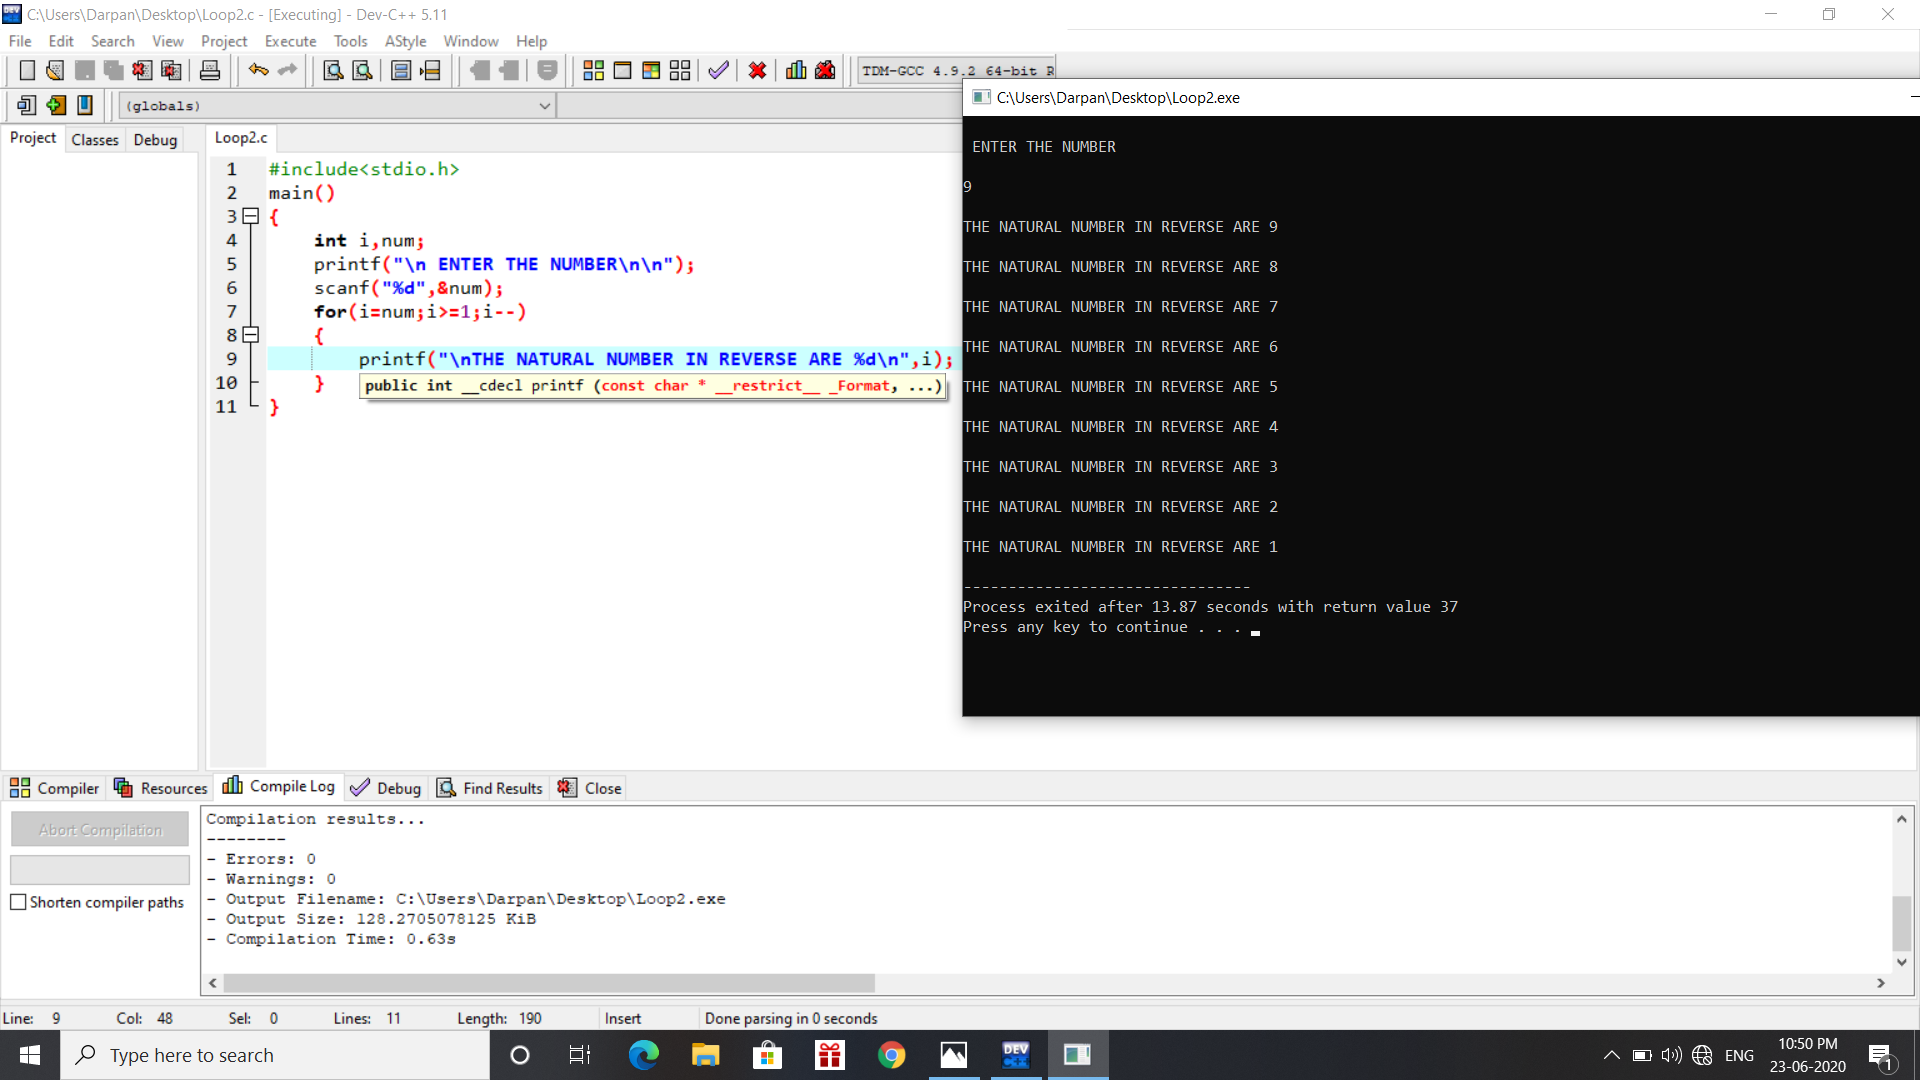 C:\Users\Darpan\Desktop\Loop2.c - [Executing] - Dev-C++ 5.11
File Edit Search View Project Execute Tools AStyle Window Help
TDM-GCC 4.9.2 64-bit R
(globals)
Project Classes Debug
Loop2.c
1 #include<stdio.h>
2 main()
3 {
4 int i,num;
5 printf("\n ENTER THE NUMBER\n\n");
6 scanf("%d",&num);
7 for(i=num;i>=1;i--)
8 {
9 printf("\nTHE NATURAL NUMBER IN REVERSE ARE %d\n",i);
10 }
public int __cdecl printf (const char * __restrict__ _Format, ...)
11 }
C:\Users\Darpan\Desktop\Loop2.exe
ENTER THE NUMBER
9
THE NATURAL NUMBER IN REVERSE ARE 9
THE NATURAL NUMBER IN REVERSE ARE 8
THE NATURAL NUMBER IN REVERSE ARE 7
THE NATURAL NUMBER IN REVERSE ARE 6
THE NATURAL NUMBER IN REVERSE ARE 5
THE NATURAL NUMBER IN REVERSE ARE 4
THE NATURAL NUMBER IN REVERSE ARE 3
THE NATURAL NUMBER IN REVERSE ARE 2
THE NATURAL NUMBER IN REVERSE ARE 1
--------------------------------
Process exited after 13.87 seconds with return value 37
Press any key to continue . . .
Compiler Resources Compile Log Debug Find Results Close
Abort Compilation
Shorten compiler paths
Compilation results...
--------
- Errors: 0
- Warnings: 0
- Output Filename: C:\Users\Darpan\Desktop\Loop2.exe
- Output Size: 128.2705078125 KiB
- Compilation Time: 0.63s
Line: 9 Col: 48 Sel: 0 Lines: 11 Length: 190 Insert Done parsing in 0 seconds
Type here to search
DEV C++
ENG
10:50 PM
23-06-2020
1